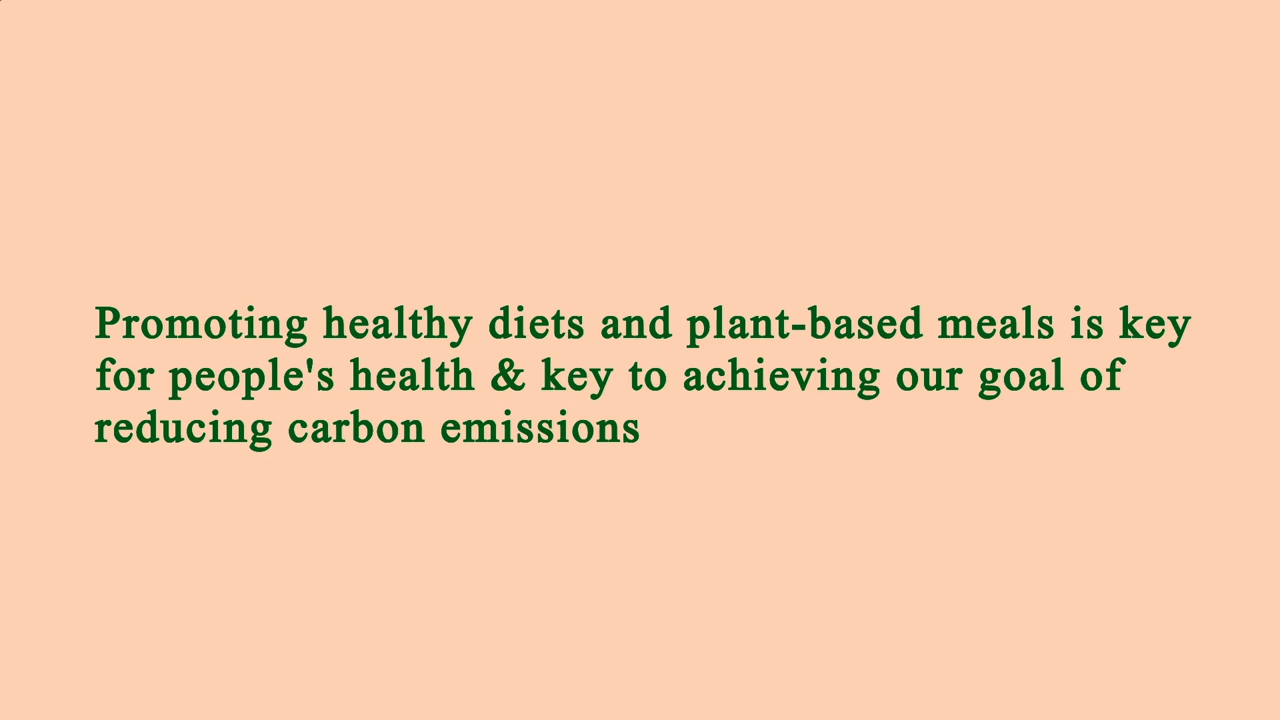 Promoting healthy diets and plant-based meals is key
for people's health & key to achieving our goal of
reducing carbon emissions